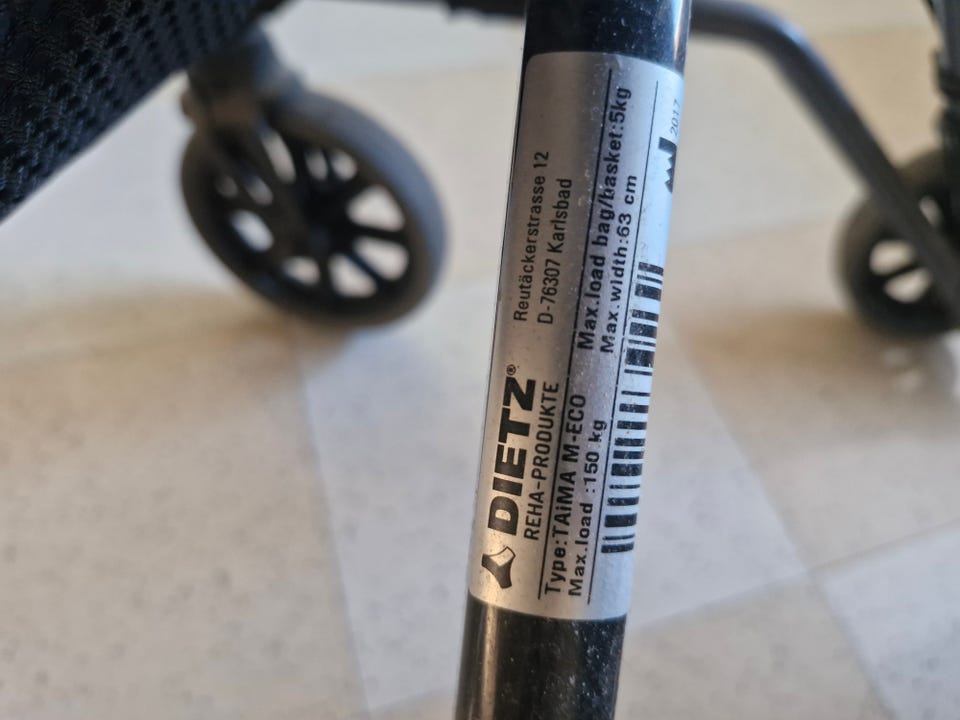 DIETZ®
REHA-PRODUKTE
Reutäckerstrasse 12
D-76307 Karlsbad
Type:TAiMA M-ECO
Max.load :150 kg
Max.load bag/basket:5kg
Max.width:63 cm
2017